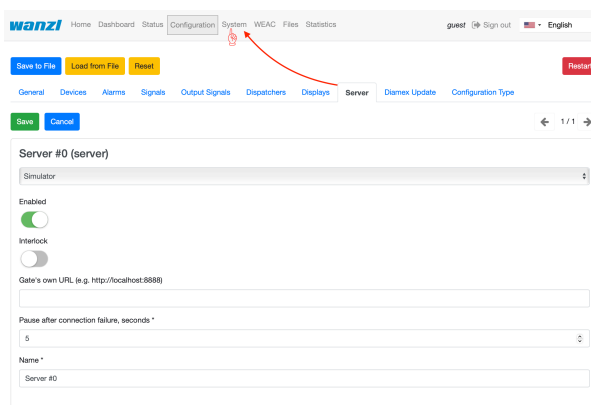 wanzl Home Dashboard Status Configuration System WEAC Files Statistics guest Sign out English
Save to File Load from File Reset Restart
General Devices Alarms Signals Output Signals Dispatchers Displays Server Diamex Update Configuration Type
Save Cancel 1 / 1
Server #0 (server)
Simulator
Enabled
Interlock
Gate's own URL (e.g. http://localhost:8888)
Pause after connection failure, seconds *
5
Name *
Server #0